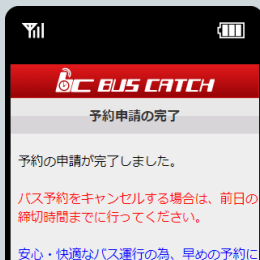 BUS CATCH
予約申請の完了
予約の申請が完了しました。
バス予約をキャンセルする場合は、前日の
締切時間までに行ってください。
安心・快適なバス運行の為、早めの予約に